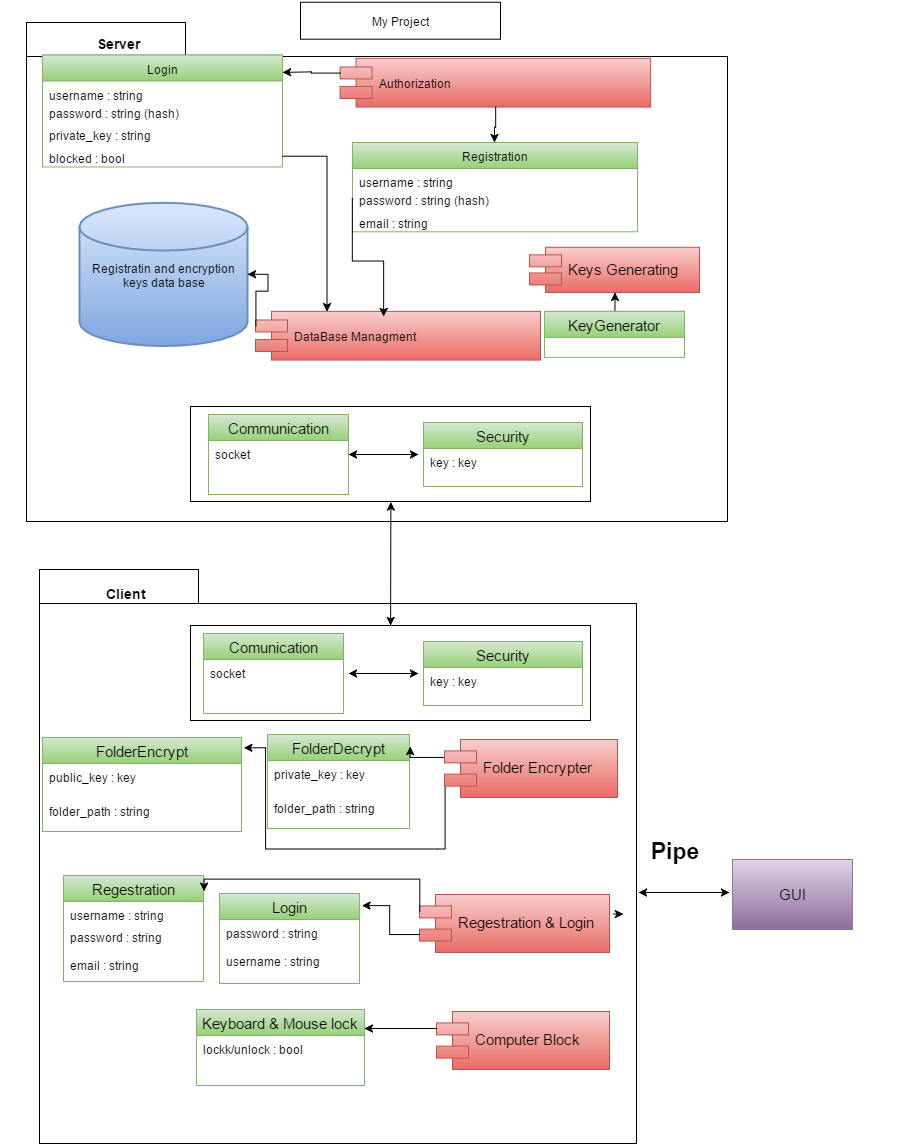 My Project
Server
Login
username : string
password : string (hash)
private_key : string
blocked : bool
Authorization
Registration
username : string
password : string (hash)
email : string
Registratin and encryption
keys data base
Keys Generating
KeyGenerator
DataBase Managment
Communication
socket
Security
key : key
Client
Comunication
socket
Security
key : key
FolderEncrypt
public_key : key
folder_path : string
FolderDecrypt
private_key : key
folder_path : string
Folder Encrypter
Pipe
GUI
Regestration
username : string
password : string
email : string
Login
password : string
username : string
Regestration & Login
Keyboard & Mouse lock
lockk/unlock : bool
Computer Block